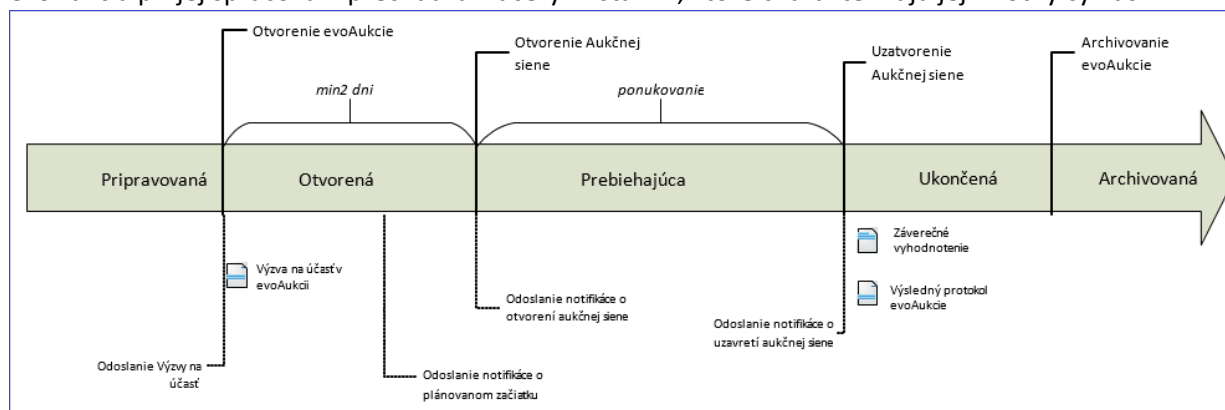 Otvorenie evoAukcie
Otvorenie Aukčnej
siene
Uzatvorenie
Aukčnej siene
Archivovanie
evoAukcie
min2 dni
ponukovanie
Pripravovaná
Otvorená
Prebiehajúca
Ukončená
Archivovaná
Výzva na účasť v
evoAukcii
Záverečné
vyhodnotenie
Výsledný protokol
evoAukcie
Odoslanie notifikáce o
otvorení aukčnej siene
Odoslanie notifikáce o
uzavretí aukčnej siene
Odoslanie Výzvy na
účasť
Odoslanie notifikáce o
plánovanom začiatku